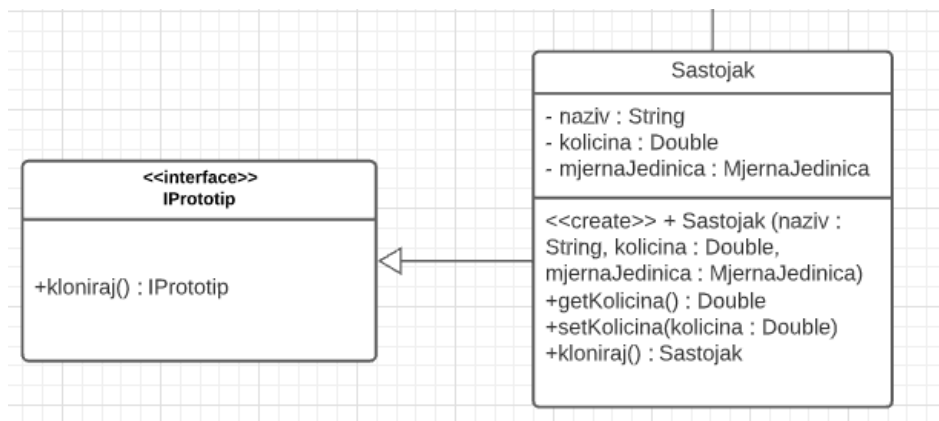 <<interface>>
IPrototip
+kloniraj() : IPrototip
Sastojak
- naziv : String
- kolicina : Double
- mjernaJedinica : MjernaJedinica
<<create>> + Sastojak (naziv :
String, kolicina : Double,
mjernaJedinica : MjernaJedinica)
+getKolicina() : Double
+setKolicina(kolicina : Double)
+kloniraj() : Sastojak